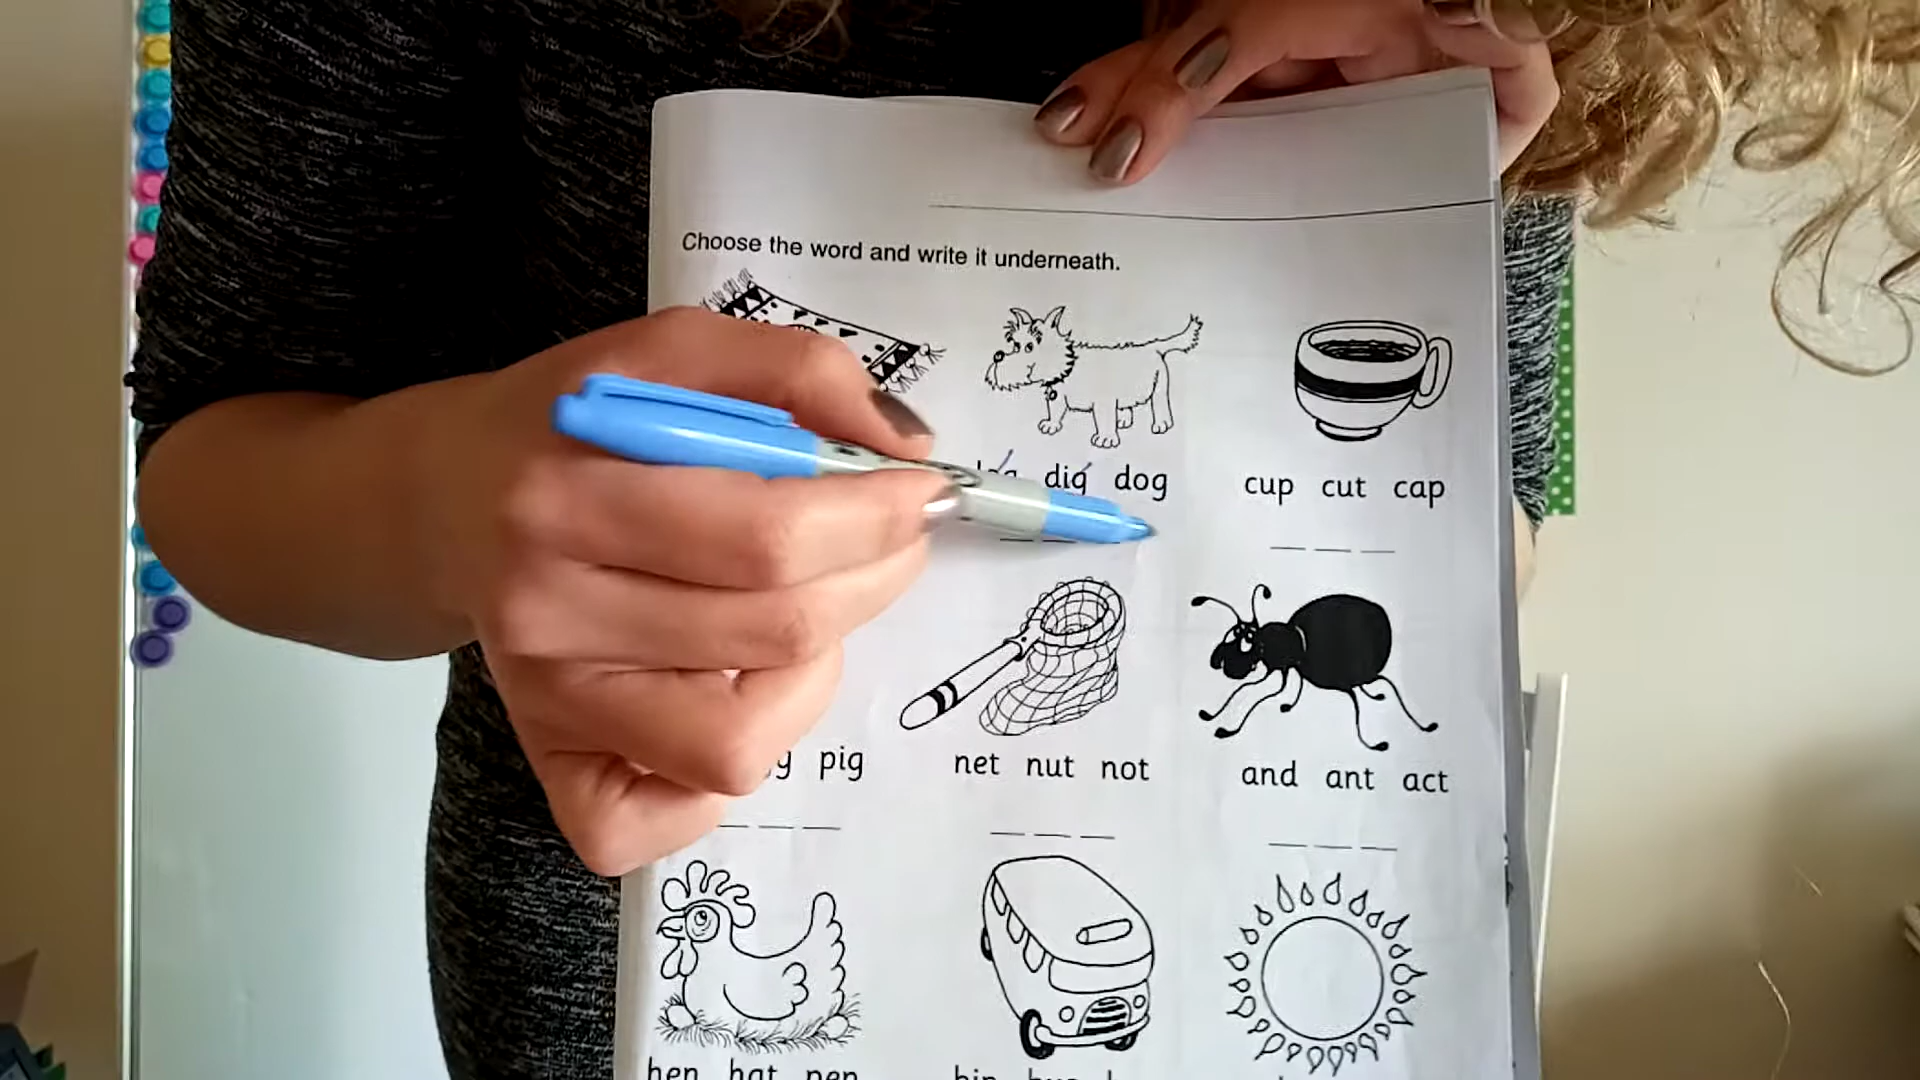 Choose the word and write it underneath.
dig dog
cup cut cap
pig
net nut not
and ant act
hen hat pen